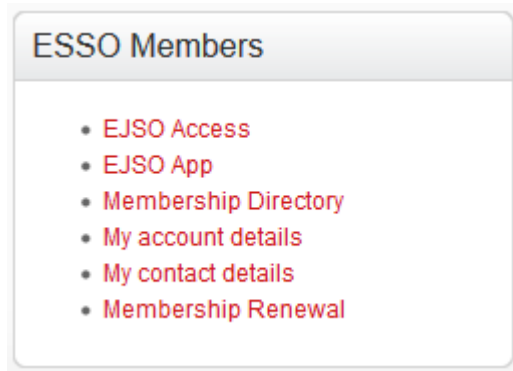 ESSO Members
EJSO Access
EJSO App
Membership Directory
My account details
My contact details
Membership Renewal